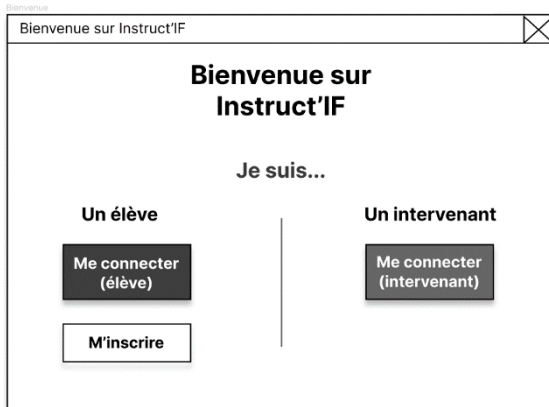 Bienvenue
Bienvenue sur Instruct'IF
Bienvenue sur
Instruct'IF
Je suis...
Un élève
Me connecter
(élève)
M'inscrire
Un intervenant
Me connecter
(intervenant)